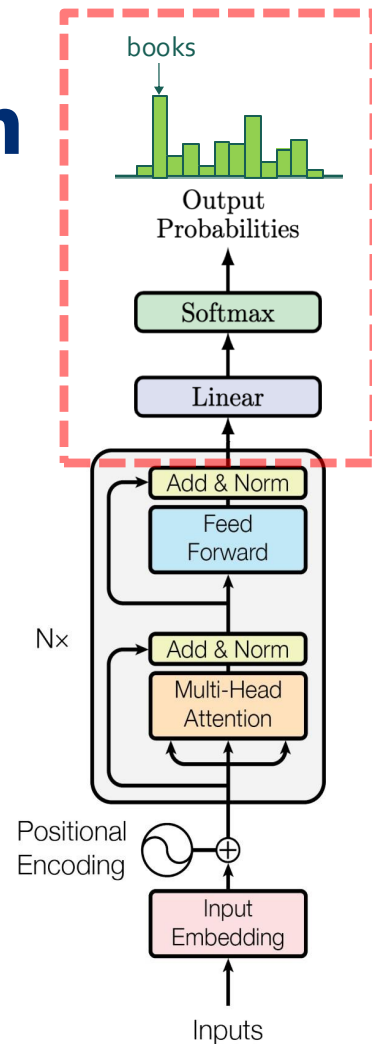 books
n
Output
Probabilities
Softmax
Linear
Add & Norm
Feed
Forward
N×
Add & Norm
Multi-Head
Attention
Positional
Encoding
Input
Embedding
Inputs